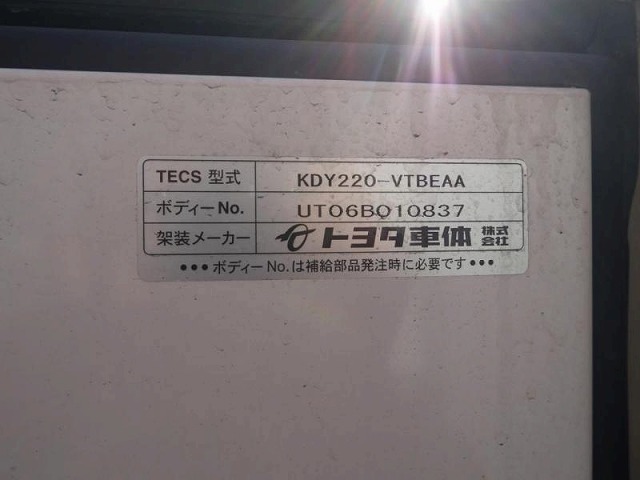 TECS 型式 KDY220-VTBEAA
ボディーNo. UT06B010837
架装メーカー トヨタ車体 株式会社
•••ボディーNo.は補給部品発注時に必要です•••